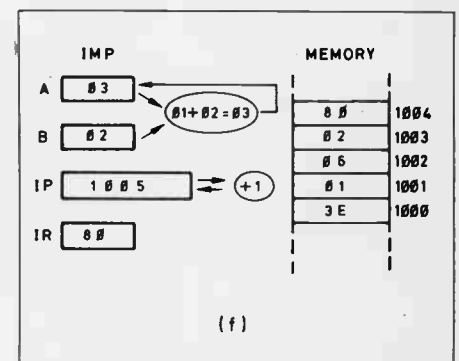 IMP MEMORY
A Ø3
Ø1+Ø2=Ø3
B Ø2
IP 1ØØ5 +1
IR 8Ø
8Ø 1ØØ4
Ø2 1ØØ3
Ø6 1ØØ2
Ø1 1ØØ1
3E 1ØØØ
(f)